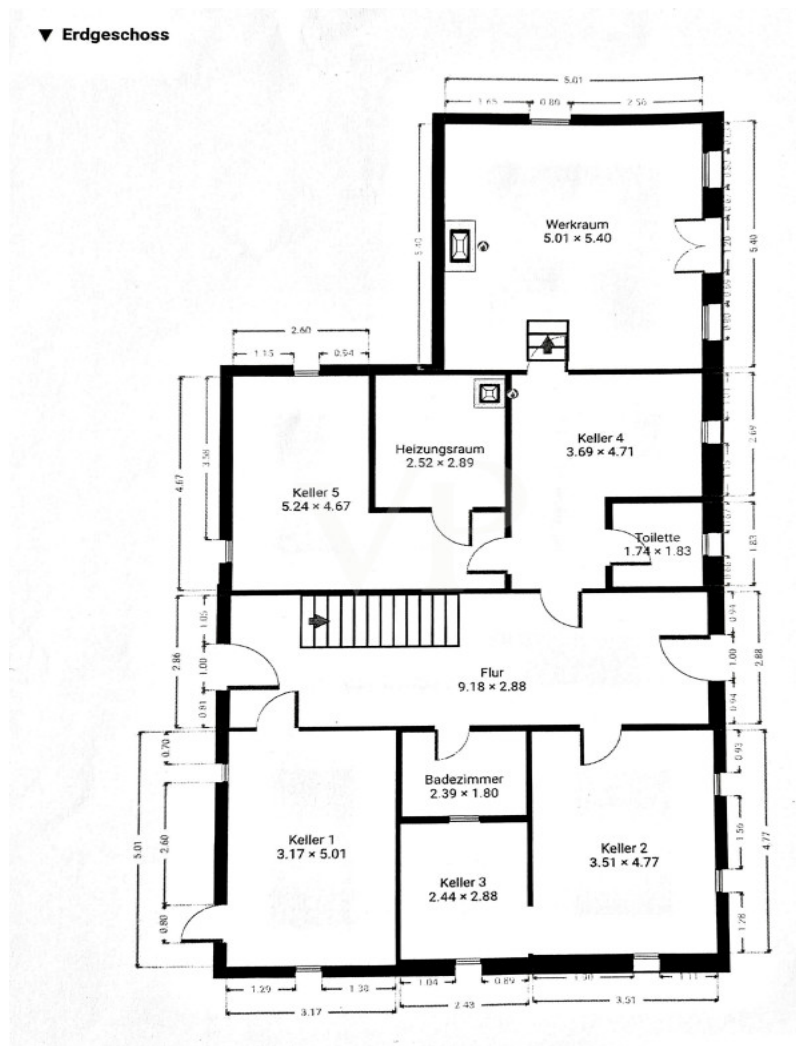 ▼ Erdgeschoss
5.01
1.65
0.80
2.56
Werkraum
5.01 × 5.40
5.40
1.20
5.40
0.80
2.60
1.15
0.94
Heizungsraum
2.52 × 2.89
Keller 4
3.69 × 4.71
Keller 5
5.24 × 4.67
4.67
3.58
Toilette
1.74 × 1.83
1.83
VP
1.05
1.00
0.81
2.86
Flur
9.18 × 2.88
0.94
1.00
0.94
2.88
0.70
2.60
0.80
5.01
Badezimmer
2.39 × 1.80
Keller 1
3.17 × 5.01
Keller 3
2.44 × 2.88
Keller 2
3.51 × 4.77
0.93
1.56
1.28
4.77
1.29
1.38
3.17
1.04
0.89
2.43
1.11
3.51